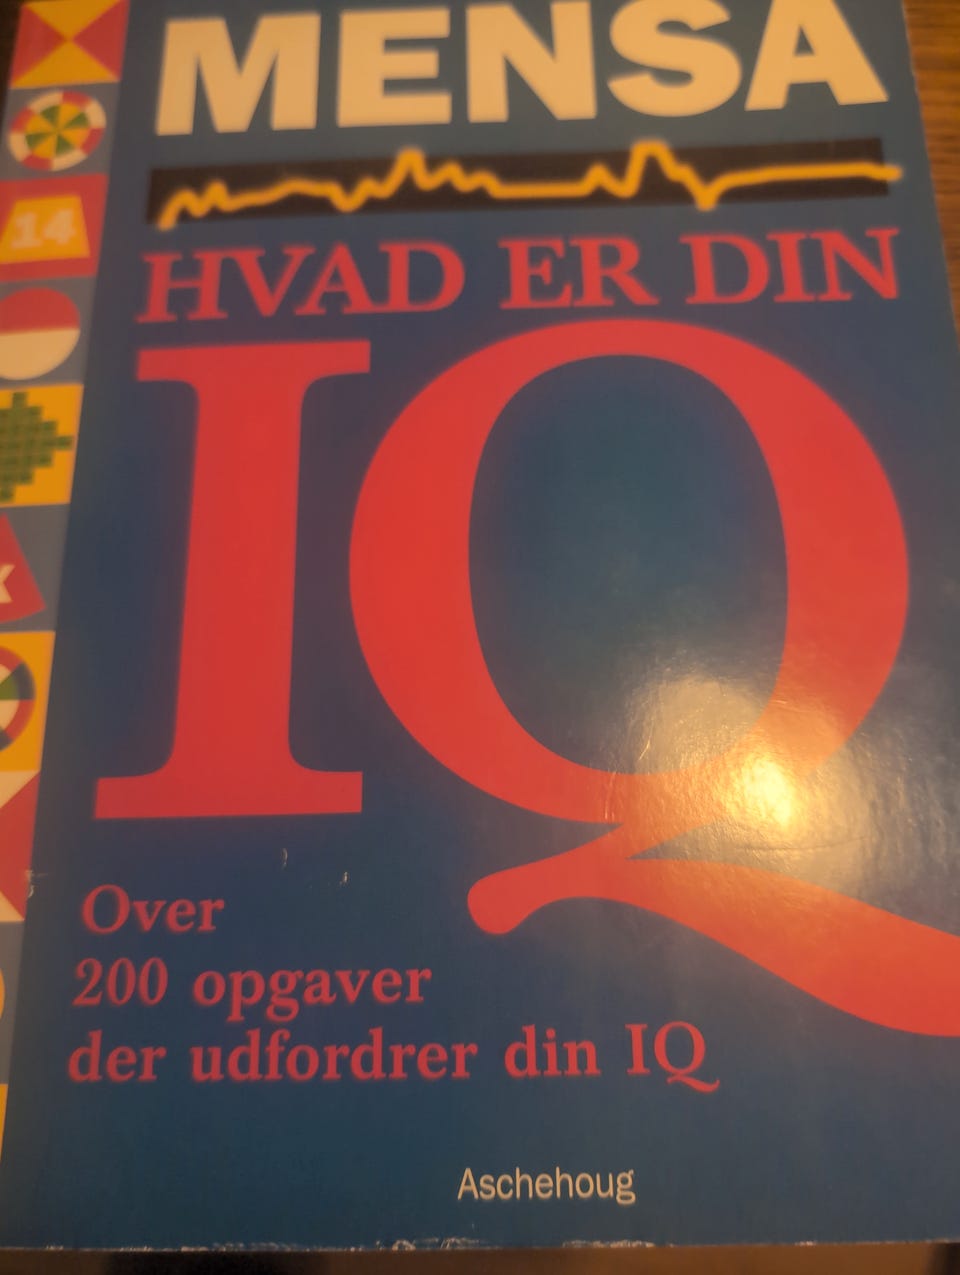 MENSA
HVAD ER DIN
IQ
14
Over
200 opgaver
der udfordrer din IQ
Aschehoug